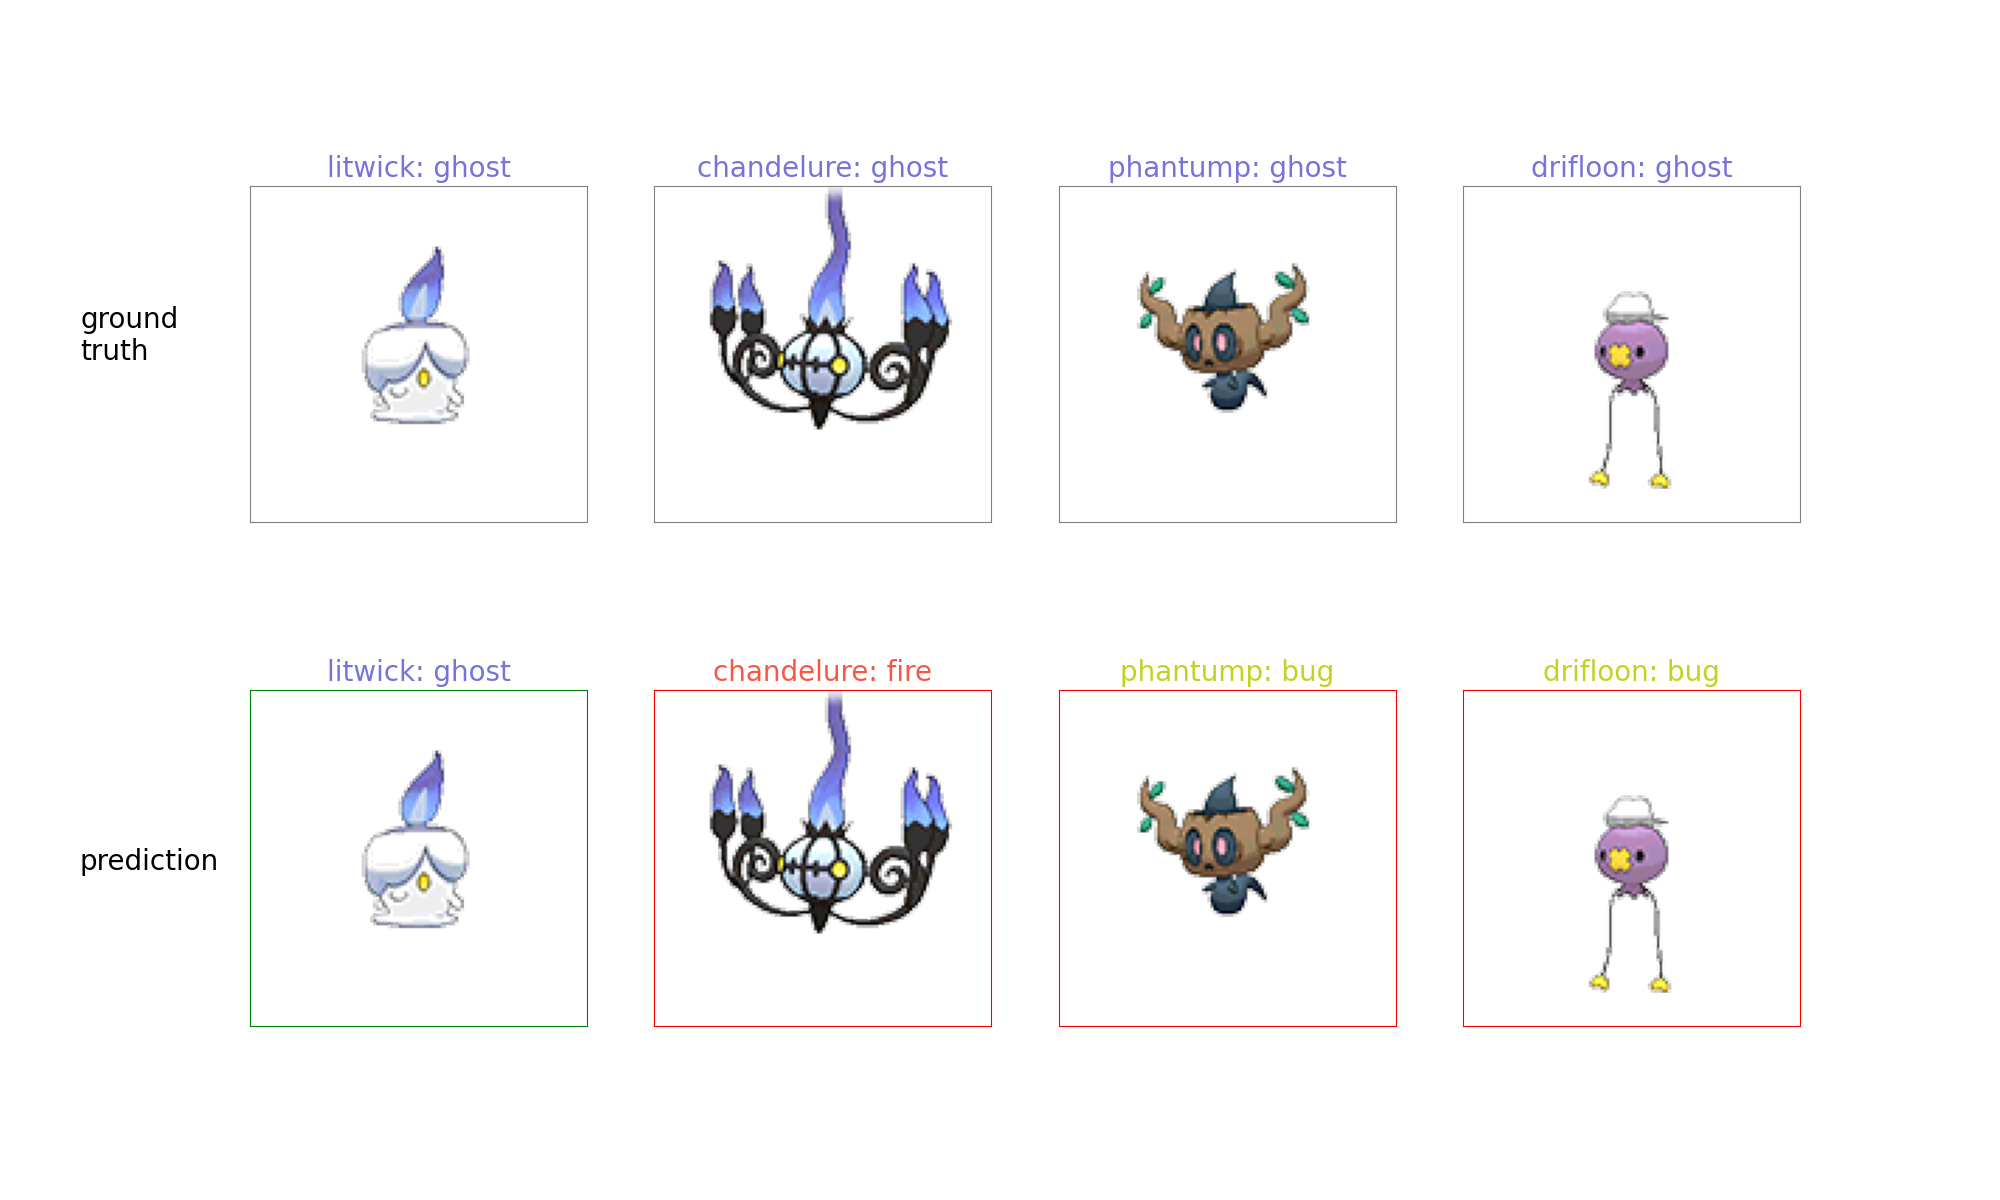 litwick: ghost
chandelure: ghost
phantump: ghost
drifloon: ghost
ground
truth
litwick: ghost
chandelure: fire
phantump: bug
drifloon: bug
prediction